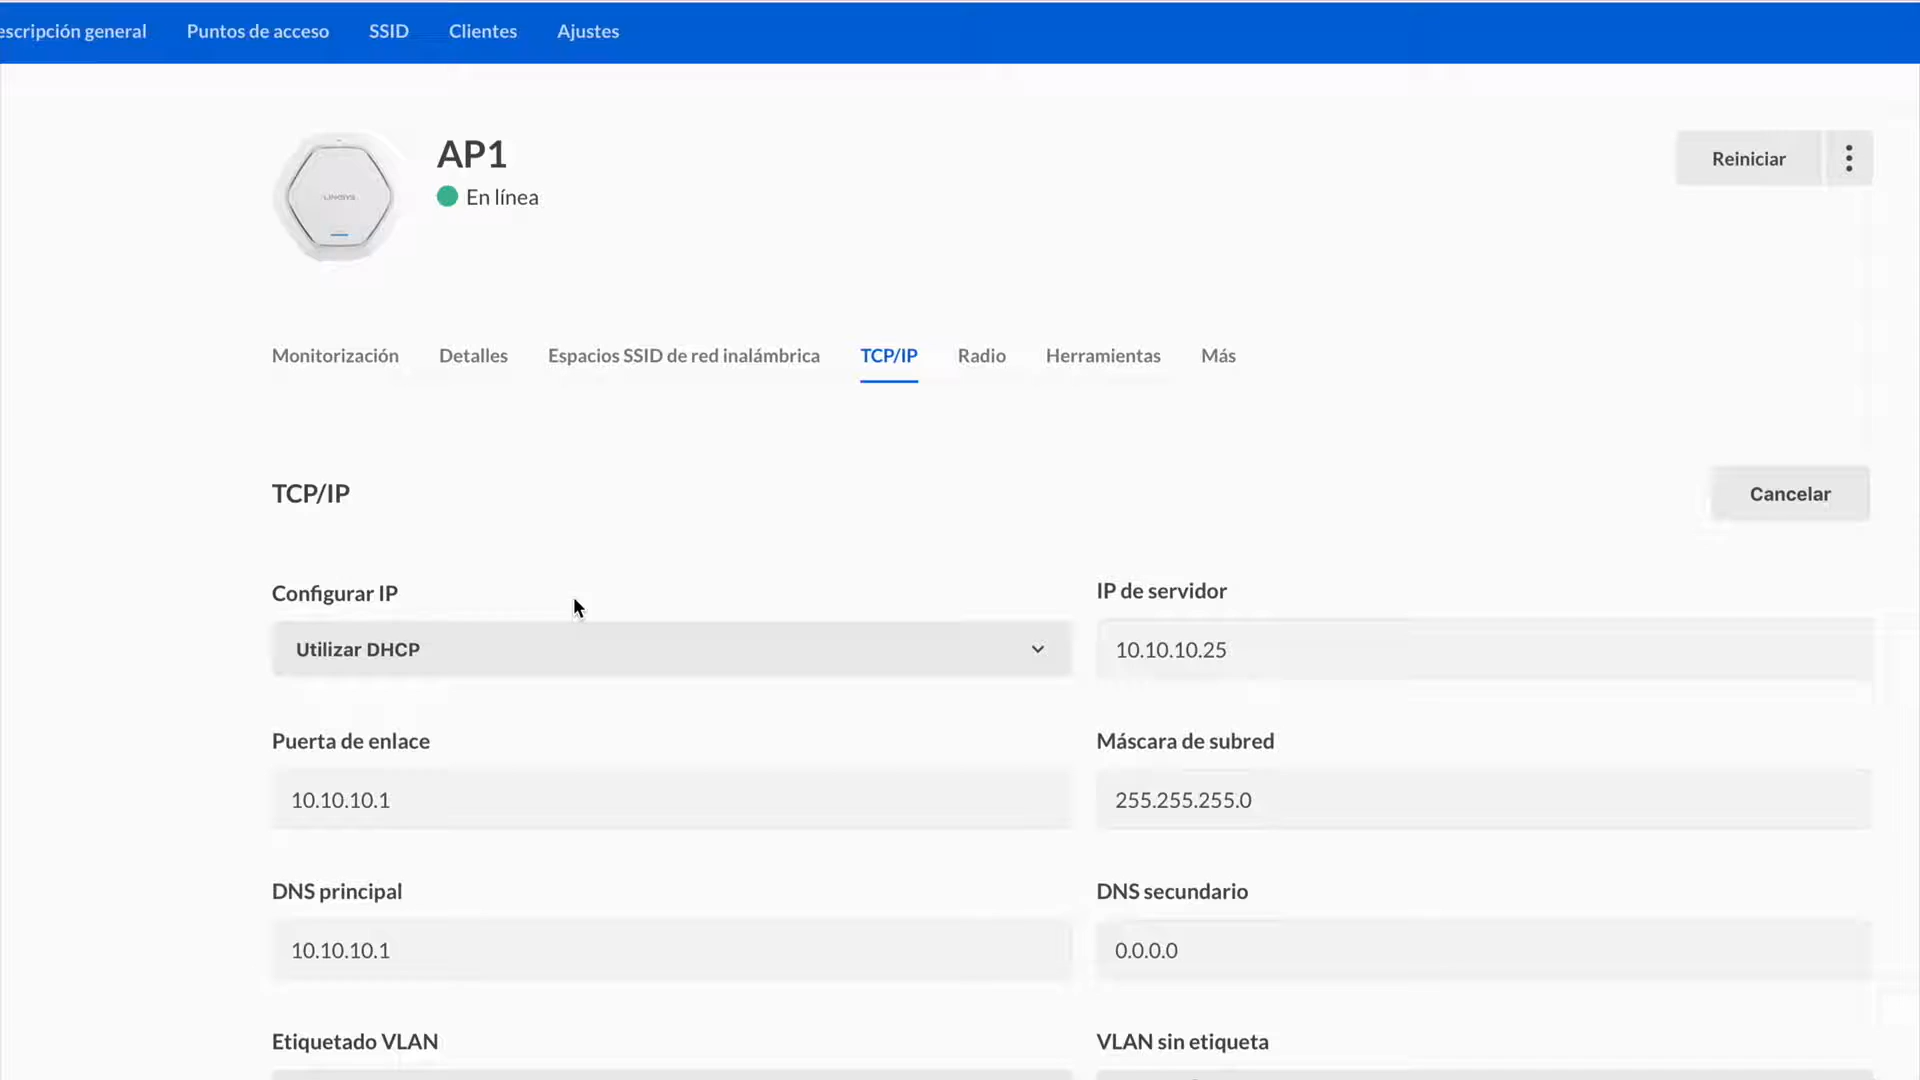 escripción general Puntos de acceso SSID Clientes Ajustes
AP1
En línea
LINKSYS
Reiniciar
Monitorización Detalles Espacios SSID de red inalámbrica TCP/IP Radio Herramientas Más
TCP/IP
Cancelar
Configurar IP
IP de servidor
Utilizar DHCP
10.10.10.25
Puerta de enlace
Máscara de subred
10.10.10.1
255.255.255.0
DNS principal
DNS secundario
10.10.10.1
0.0.0.0
Etiquetado VLAN
VLAN sin etiqueta